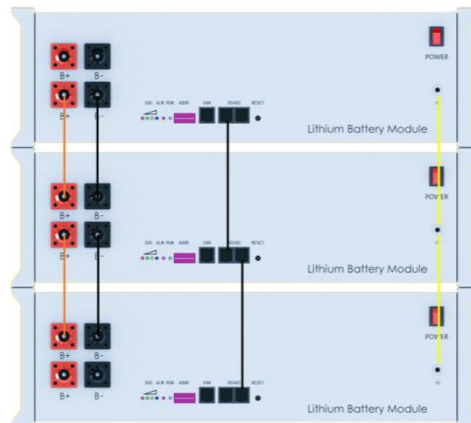 POWER
B+ B-
B+ B-
SOC ALM RUN ADDR CAN RS485 RESET
Lithium Battery Module
POWER
B+ B-
B+ B-
SOC ALM RUN ADDR CAN RS485 RESET
Lithium Battery Module
POWER
B+ B-
B+ B-
SOC ALM RUN ADDR CAN RS485 RESET
Lithium Battery Module